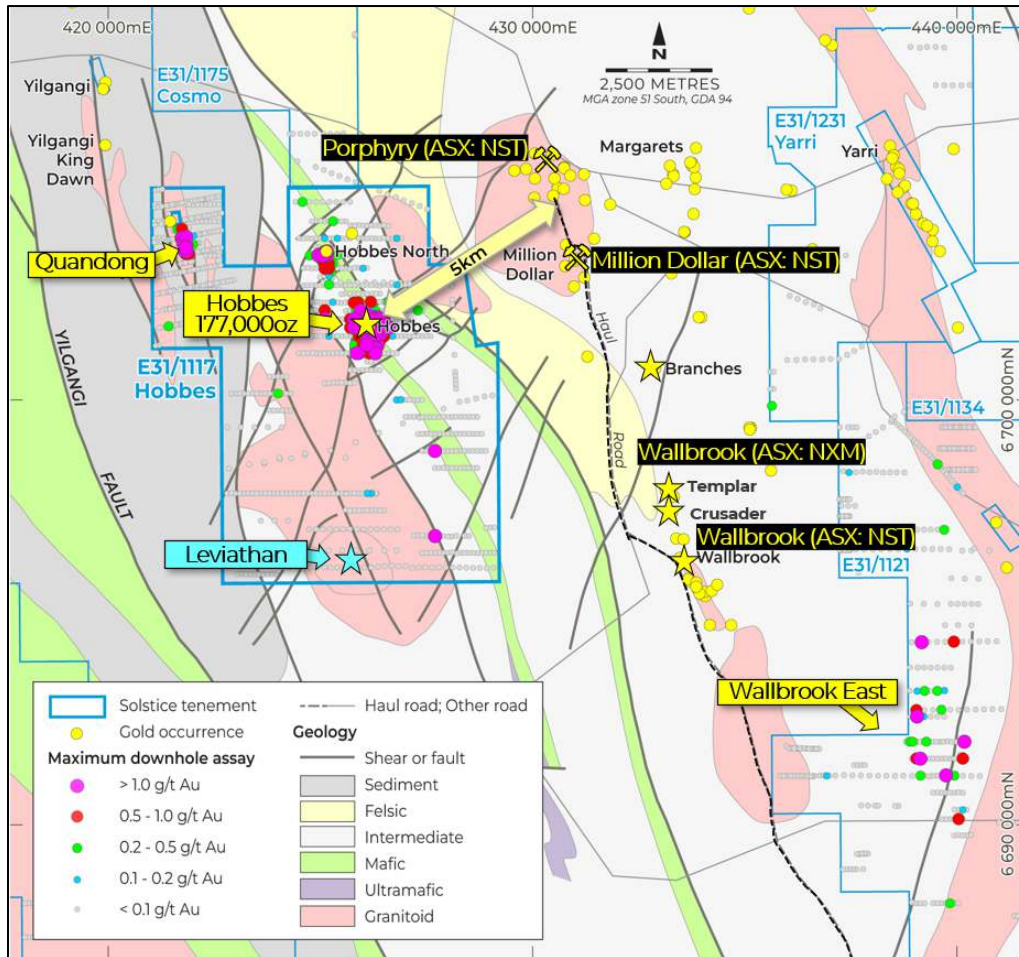 420 000mE
430 000mE
440 000mE
N
2,500 METRES
MGA zone 51 South, GDA 94
E31/1175
Cosmo
E31/1231
Yarri
Yilgangi
Yilgangi
King
Dawn
Porphyry (ASX: NST)
Margarets
Yarri
Quandong
Hobbes North
5km
Million
Dollar
Million Dollar (ASX: NST)
Hobbes
177,000oz
Hobbes
Haul
Road
E31/1117
Hobbes
YILGANGI
FAULT
Branches
E31/1134
6 700 000mN
Wallbrook (ASX: NXM)
Templar
Crusader
Wallbrook (ASX: NST)
Wallbrook
Leviathan
E31/1121
Wallbrook East
6 690 000mN
Solstice tenement
Gold occurrence
Maximum downhole assay
> 1.0 g/t Au
0.5 - 1.0 g/t Au
0.2 - 0.5 g/t Au
0.1 - 0.2 g/t Au
< 0.1 g/t Au
Haul road; Other road
Geology
Shear or fault
Sediment
Felsic
Intermediate
Mafic
Ultramafic
Granitoid